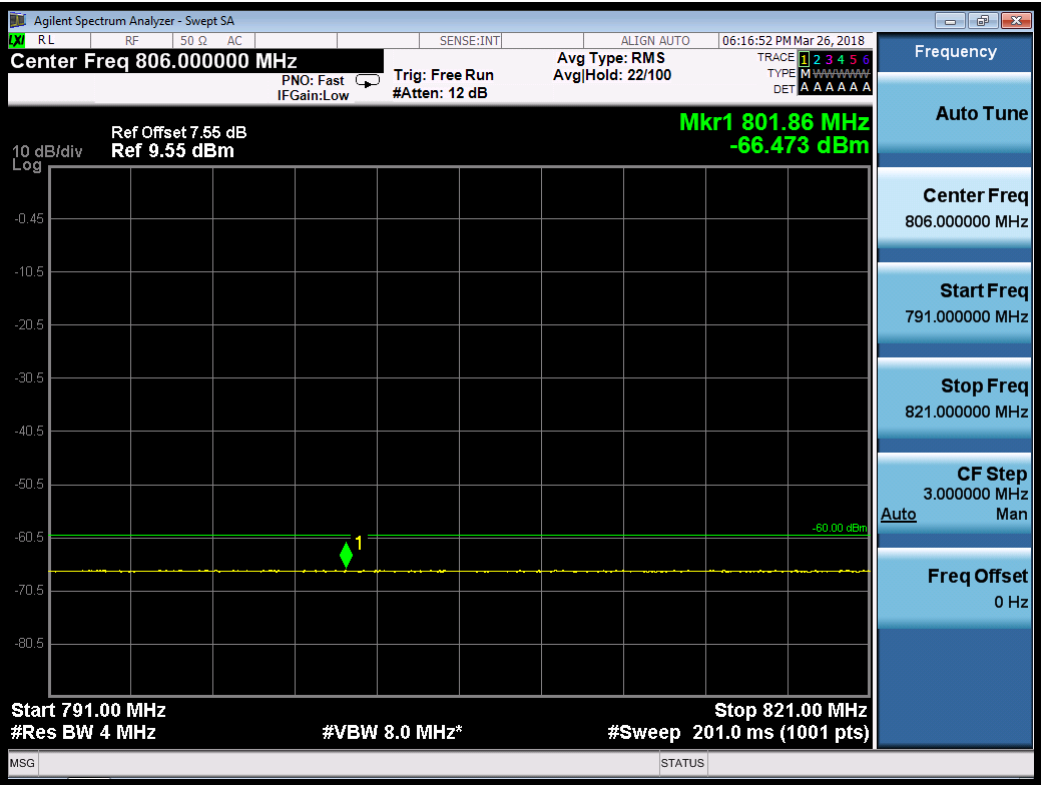 Agilent Spectrum Analyzer - Swept SA
LXI RL RF 50 Ω AC SENSE:INT ALIGN AUTO 06:16:52 PM Mar 26, 2018
Center Freq 806.000000 MHz
PNO: Fast
IFGain:Low
Trig: Free Run
#Atten: 12 dB
Avg Type: RMS
Avg|Hold: 22/100
TRACE 1 2 3 4 5 6
TYPE M WWWWW
DET A A A A A A
Ref Offset 7.55 dB
Ref 9.55 dBm
10 dB/div
Log
Mkr1 801.86 MHz
-66.473 dBm
-0.45
-10.5
-20.5
-30.5
-40.5
-50.5
-60.00 dBm
-60.5
1
-70.5
-80.5
Start 791.00 MHz
Stop 821.00 MHz
#Res BW 4 MHz
#VBW 8.0 MHz*
#Sweep 201.0 ms (1001 pts)
MSG
STATUS
Frequency
Auto Tune
Center Freq
806.000000 MHz
Start Freq
791.000000 MHz
Stop Freq
821.000000 MHz
CF Step
3.000000 MHz
Auto Man
Freq Offset
0 Hz